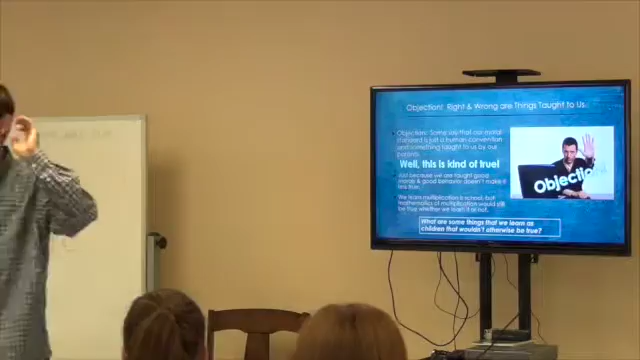 Objection! Right & Wrong are Things Taught to Us.
Objection: Some say that our moral
standard is just a human convention
and something taught to us by our
parents.
Well, this is kind of true!
Just because we are taught good
morals & good behavior doesn't make it
less true.
We learn multiplication in school, but
mathematics of multiplication would still
be true whether we learn it or not.
What are some things that we learn as
children that wouldn't otherwise be true?
Objection!